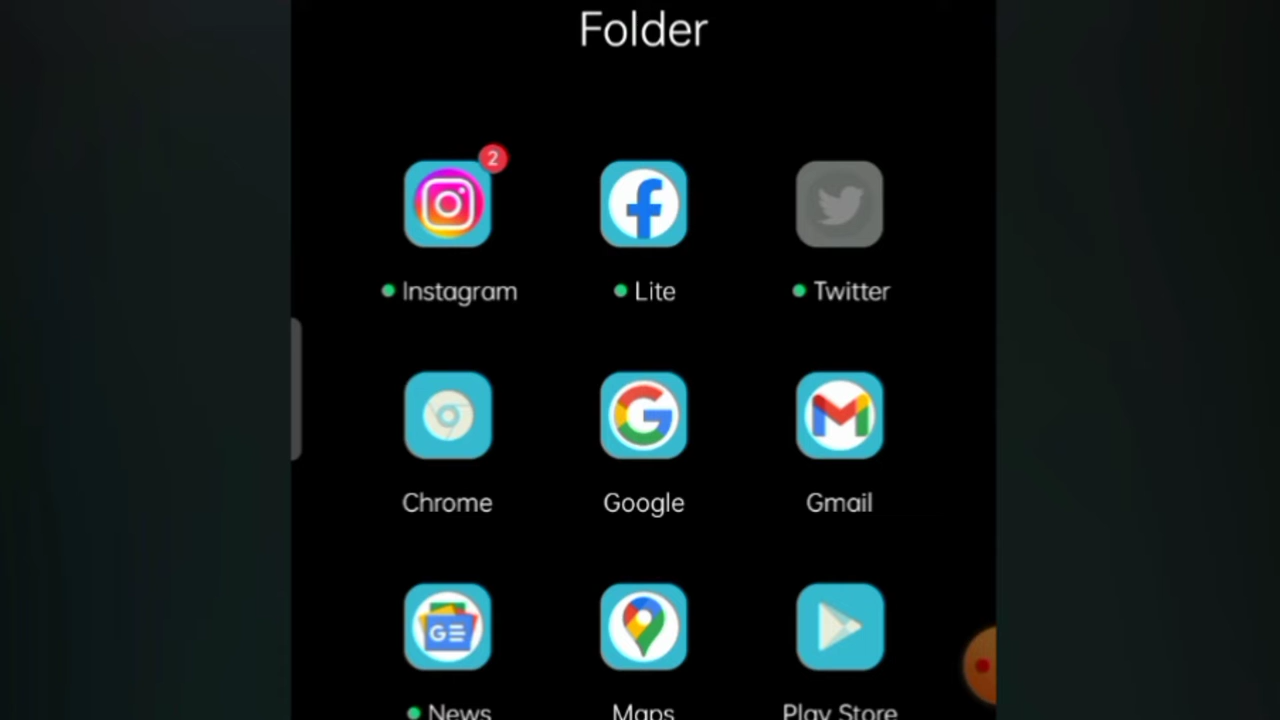 Folder
2
Instagram
Lite
Twitter
Chrome
Google
Gmail
News
Maps
Play Store